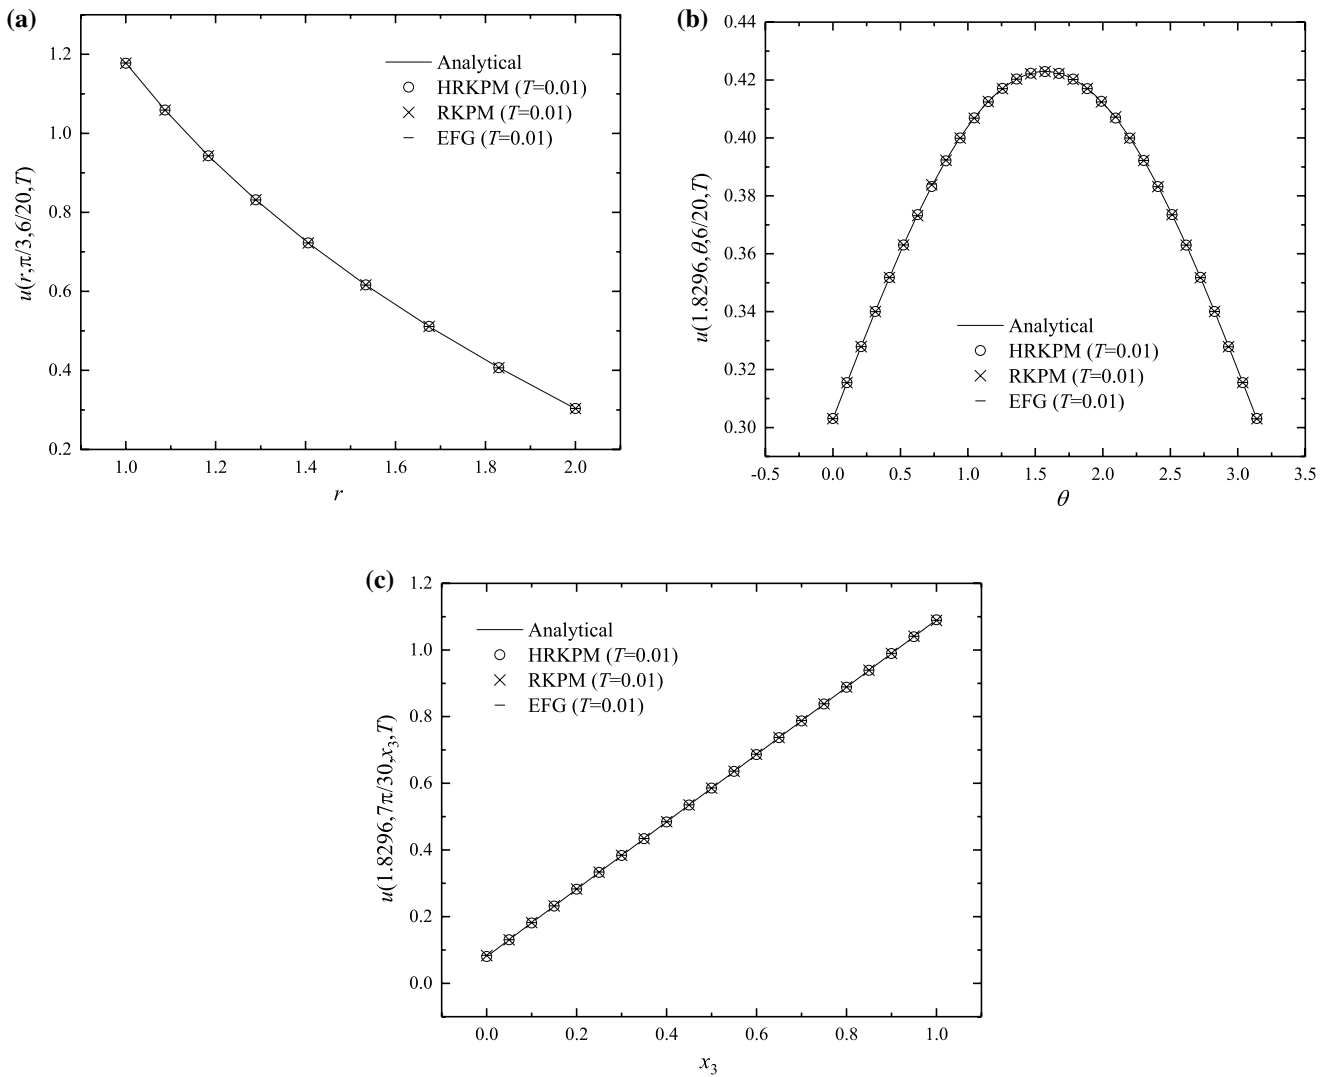 (a)
1.2
1.0
0.8
0.6
0.4
0.2
u(r,π/3,6/20,T)
Analytical
HRKPM (T=0.01)
RKPM (T=0.01)
EFG (T=0.01)
1.0 1.2 1.4 1.6 1.8 2.0
r
(b)
0.44
0.42
0.40
0.38
0.36
0.34
0.32
0.30
u(1.8296,θ,6/20,T)
Analytical
HRKPM (T=0.01)
RKPM (T=0.01)
EFG (T=0.01)
-0.5 0.0 0.5 1.0 1.5 2.0 2.5 3.0 3.5
θ
(c)
1.2
1.0
0.8
0.6
0.4
0.2
0.0
u(1.8296,7π/30,x₃,T)
Analytical
HRKPM (T=0.01)
RKPM (T=0.01)
EFG (T=0.01)
0.0 0.2 0.4 0.6 0.8 1.0
x₃